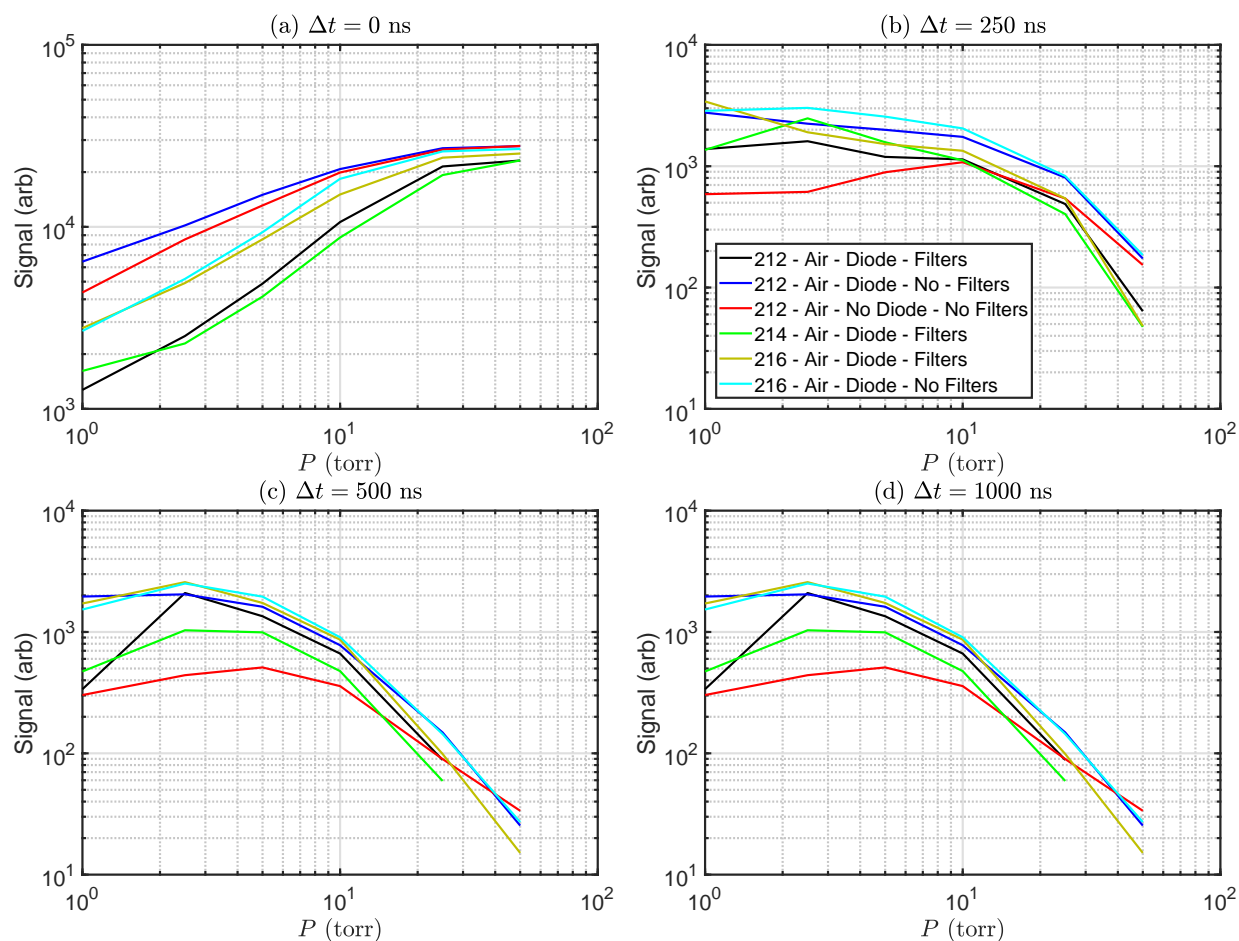 (a) Δt = 0 ns
10^5
10^4
10^3
Signal (arb)
10^0
10^1
10^2
P (torr)
(b) Δt = 250 ns
10^4
10^3
10^2
10^1
Signal (arb)
212 - Air - Diode - Filters
212 - Air - Diode - No - Filters
212 - Air - No Diode - No Filters
214 - Air - Diode - Filters
216 - Air - Diode - Filters
216 - Air - Diode - No Filters
10^0
10^1
10^2
P (torr)
(c) Δt = 500 ns
10^4
10^3
10^2
10^1
Signal (arb)
10^0
10^1
10^2
P (torr)
(d) Δt = 1000 ns
10^4
10^3
10^2
10^1
Signal (arb)
10^0
10^1
10^2
P (torr)